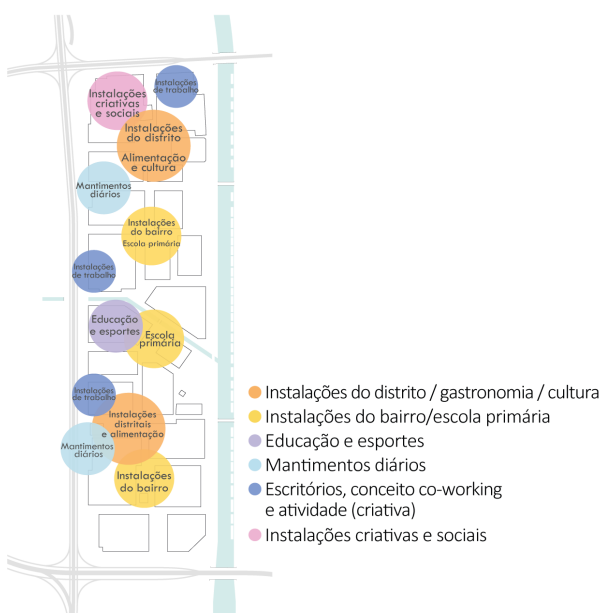 Instalações
de trabalho
Instalações
criativas
e sociais
Instalações
do distrito
Alimentação
e cultura
Mantimentos
diários
Instalações
do bairro
Escola primária
Instalações
de trabalho
Educação
e esportes
Escola
primária
Instalações
de trabalho
Instalações
distritais
e alimentação
Mantimentos
diários
Instalações
do bairro
Instalações do distrito / gastronomia / cultura
Instalações do bairro/escola primária
Educação e esportes
Mantimentos diários
Escritórios, conceito co-working
e atividade (criativa)
Instalações criativas e sociais